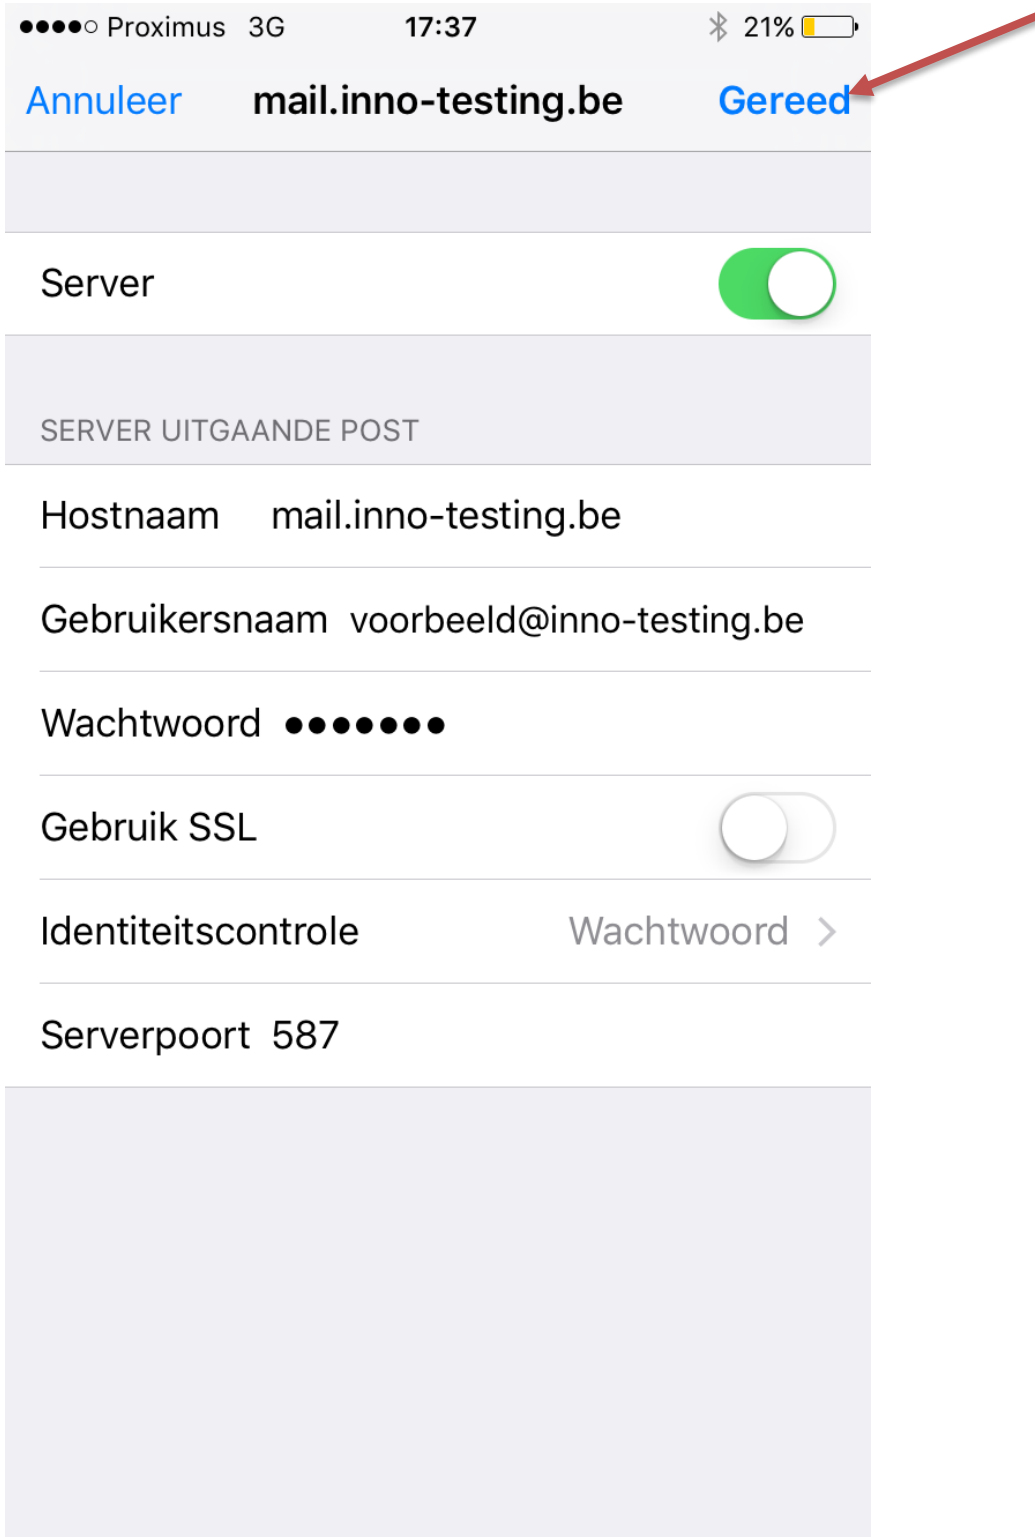 Proximus 3G 17:37 21%
Annuleer mail.inno-testing.be Gereed
Server
SERVER UITGAANDE POST
Hostnaam mail.inno-testing.be
Gebruikersnaam voorbeeld@inno-testing.be
Wachtwoord •••••••
Gebruik SSL
Identiteitscontrole Wachtwoord
Serverpoort 587